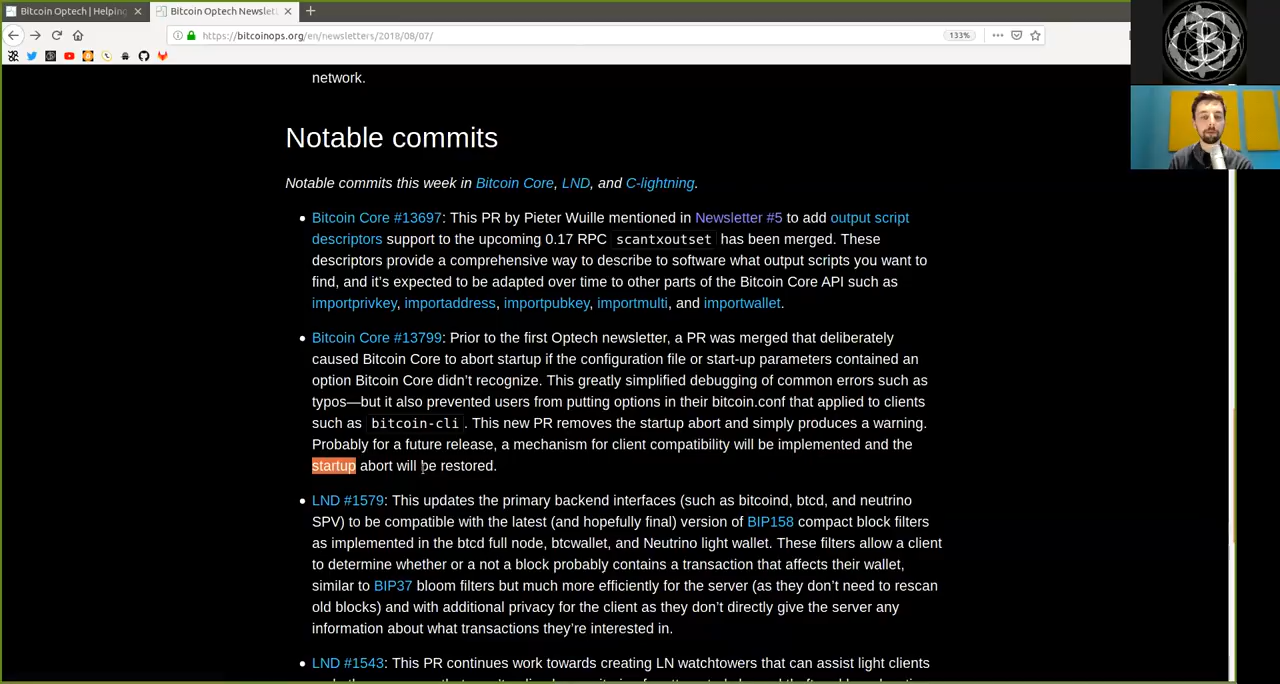 Bitcoin Optech | Helping
Bitcoin Optech Newslet
https://bitcoinops.org/en/newsletters/2018/08/07/
133%
network.
Notable commits
Notable commits this week in Bitcoin Core, LND, and C-lightning.
Bitcoin Core #13697: This PR by Pieter Wuille mentioned in Newsletter #5 to add output script
descriptors support to the upcoming 0.17 RPC scantxoutset has been merged. These
descriptors provide a comprehensive way to describe to software what output scripts you want to
find, and it’s expected to be adapted over time to other parts of the Bitcoin Core API such as
importprivkey, importaddress, importpubkey, importmulti, and importwallet.
Bitcoin Core #13799: Prior to the first Optech newsletter, a PR was merged that deliberately
caused Bitcoin Core to abort startup if the configuration file or start-up parameters contained an
option Bitcoin Core didn’t recognize. This greatly simplified debugging of common errors such as
typos—but it also prevented users from putting options in their bitcoin.conf that applied to clients
such as bitcoin-cli. This new PR removes the startup abort and simply produces a warning.
Probably for a future release, a mechanism for client compatibility will be implemented and the
startup abort will be restored.
LND #1579: This updates the primary backend interfaces (such as bitcoind, btcd, and neutrino
SPV) to be compatible with the latest (and hopefully final) version of BIP158 compact block filters
as implemented in the btcd full node, btcwallet, and Neutrino light wallet. These filters allow a client
to determine whether or a not a block probably contains a transaction that affects their wallet,
similar to BIP37 bloom filters but much more efficiently for the server (as they don’t need to rescan
old blocks) and with additional privacy for the client as they don’t directly give the server any
information about what transactions they’re interested in.
LND #1543: This PR continues work towards creating LN watchtowers that can assist light clients